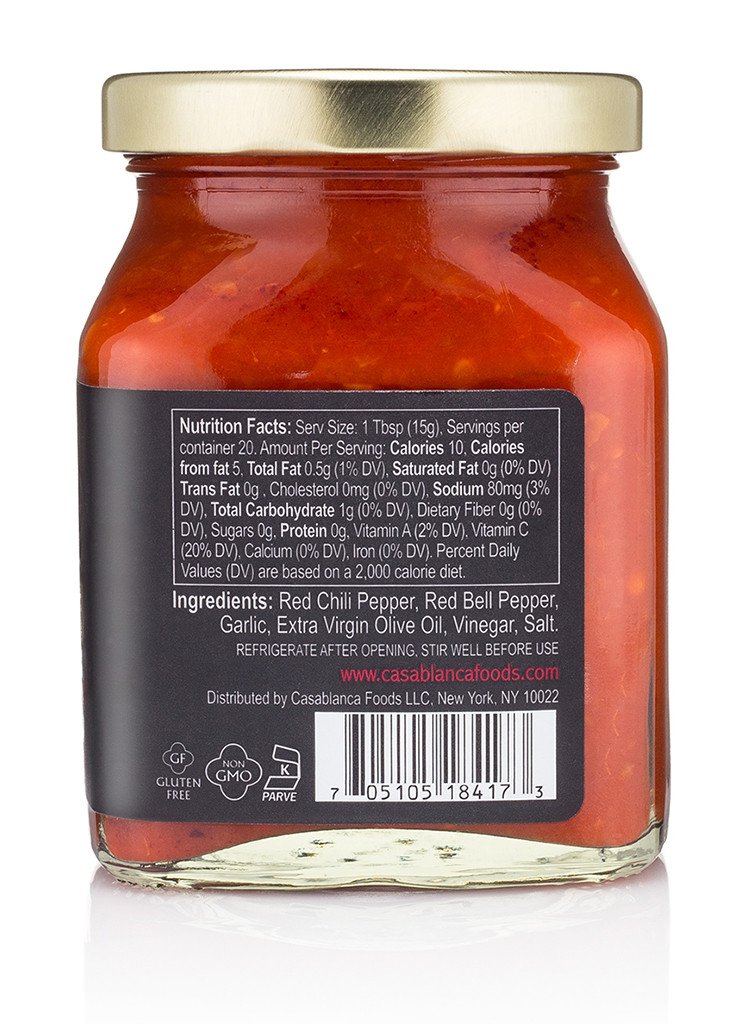 Nutrition Facts: Serv Size: 1 Tbsp (15g), Servings per
container 20. Amount Per Serving: Calories 10, Calories
from fat 5, Total Fat 0.5g (1% DV), Saturated Fat 0g (0% DV)
Trans Fat 0g , Cholesterol 0mg (0% DV), Sodium 80mg (3%
DV), Total Carbohydrate 1g (0% DV), Dietary Fiber 0g (0%
DV), Sugars 0g, Protein 0g, Vitamin A (2% DV), Vitamin C
(20% DV), Calcium (0% DV), Iron (0% DV). Percent Daily
Values (DV) are based on a 2,000 calorie diet.
Ingredients: Red Chili Pepper, Red Bell Pepper,
Garlic, Extra Virgin Olive Oil, Vinegar, Salt.
REFRIGERATE AFTER OPENING, STIR WELL BEFORE USE
www.casablancafoods.com
Distributed by Casablanca Foods LLC, New York, NY 10022
GF
GLUTEN
FREE
NON
GMO
K
PARVE
7 05105 18417 3